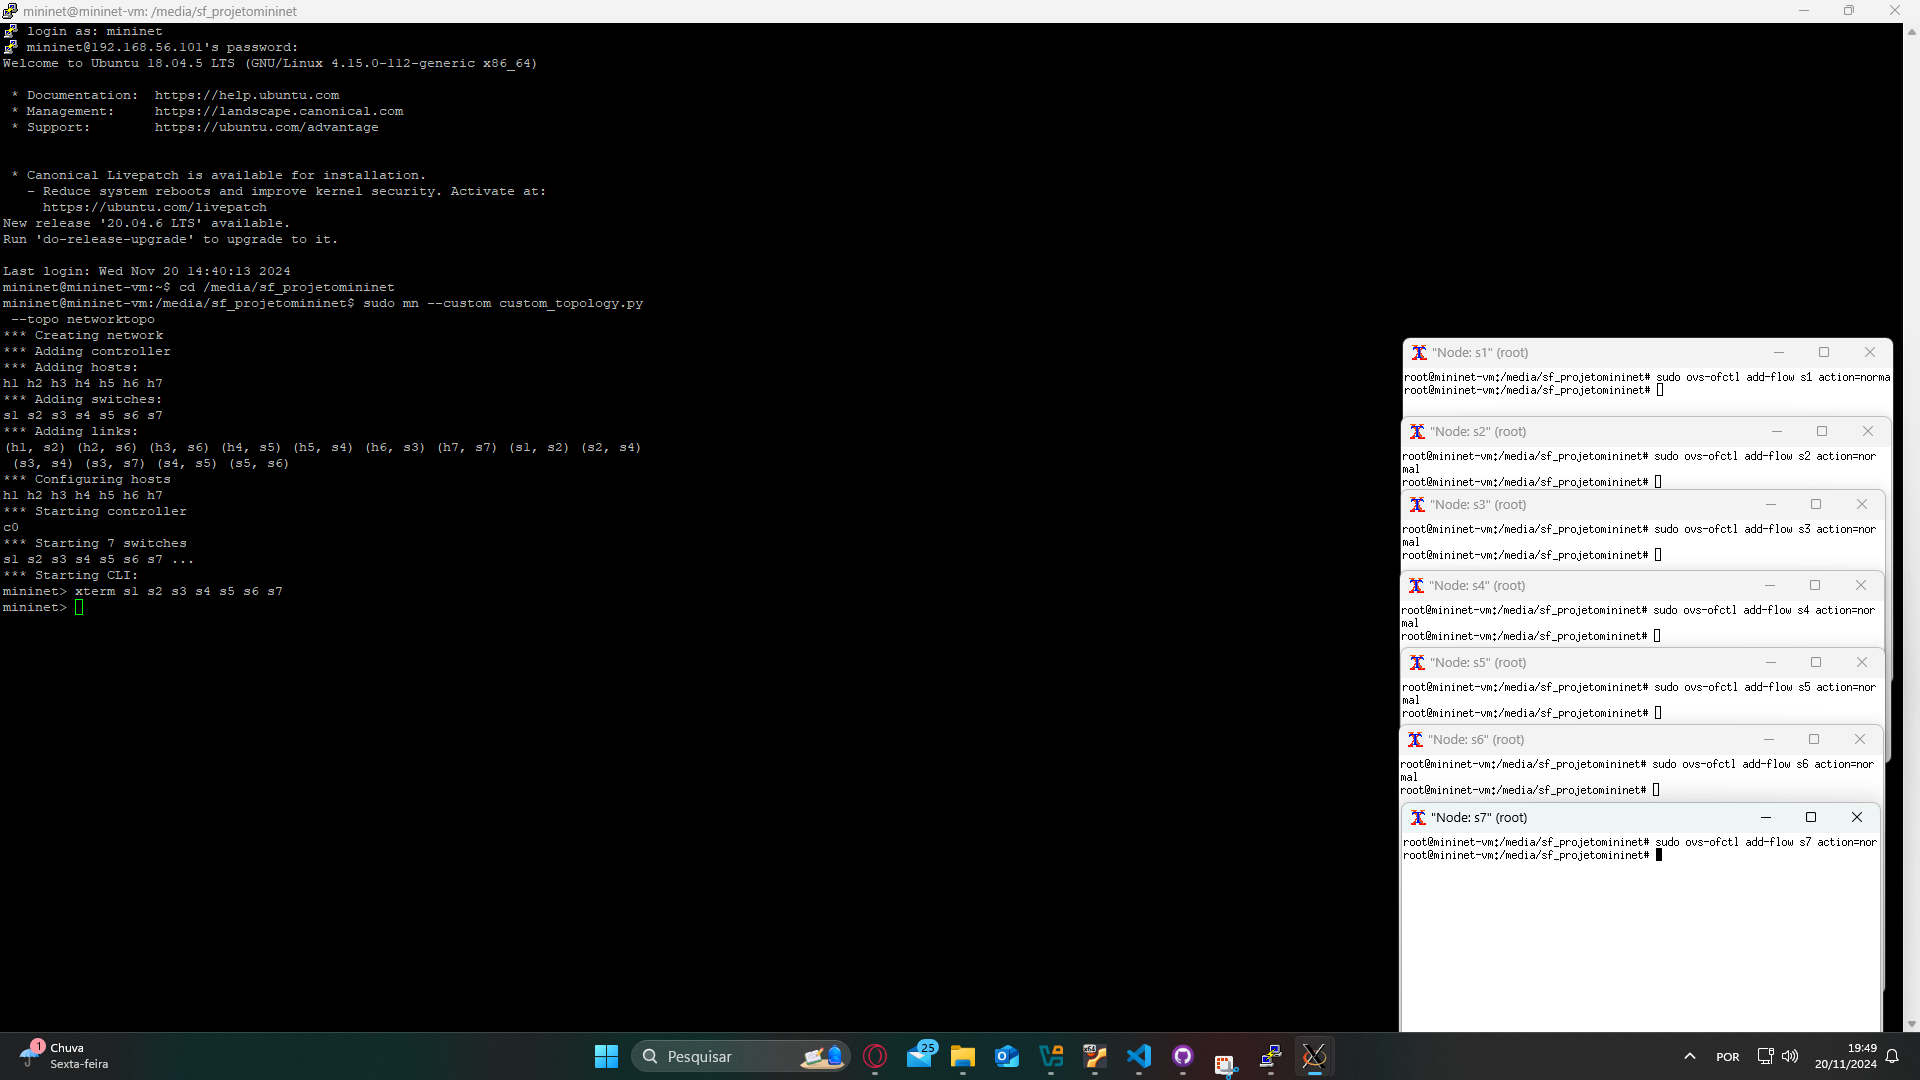 mininet@mininet-vm: /media/sf_projetomininet
login as: mininet
mininet@192.168.56.101's password:
Welcome to Ubuntu 18.04.5 LTS (GNU/Linux 4.15.0-112-generic x86_64)
* Documentation:  https://help.ubuntu.com
* Management:     https://landscape.canonical.com
* Support:        https://ubuntu.com/advantage
* Canonical Livepatch is available for installation.
- Reduce system reboots and improve kernel security. Activate at:
https://ubuntu.com/livepatch
New release '20.04.6 LTS' available.
Run 'do-release-upgrade' to upgrade to it.
Last login: Wed Nov 20 14:40:13 2024
mininet@mininet-vm:~$ cd /media/sf_projetomininet
mininet@mininet-vm:/media/sf_projetomininet$ sudo mn --custom custom_topology.py
--topo networktopo
*** Creating network
*** Adding controller
*** Adding hosts:
h1 h2 h3 h4 h5 h6 h7
*** Adding switches:
s1 s2 s3 s4 s5 s6 s7
*** Adding links:
(h1, s2) (h2, s6) (h3, s6) (h4, s5) (h5, s4) (h6, s3) (h7, s7) (s1, s2) (s2, s4)
(s3, s4) (s3, s7) (s4, s5) (s5, s6)
*** Configuring hosts
h1 h2 h3 h4 h5 h6 h7
*** Starting controller
c0
*** Starting 7 switches
s1 s2 s3 s4 s5 s6 s7 ...
*** Starting CLI:
mininet> xterm s1 s2 s3 s4 s5 s6 s7
mininet>
"Node: s1" (root)
root@mininet-vm:/media/sf_projetomininet# sudo ovs-ofctl add-flow s1 action=norma
root@mininet-vm:/media/sf_projetomininet#
"Node: s2" (root)
root@mininet-vm:/media/sf_projetomininet# sudo ovs-ofctl add-flow s2 action=nor
mal
root@mininet-vm:/media/sf_projetomininet#
"Node: s3" (root)
root@mininet-vm:/media/sf_projetomininet# sudo ovs-ofctl add-flow s3 action=nor
mal
root@mininet-vm:/media/sf_projetomininet#
"Node: s4" (root)
root@mininet-vm:/media/sf_projetomininet# sudo ovs-ofctl add-flow s4 action=nor
mal
root@mininet-vm:/media/sf_projetomininet#
"Node: s5" (root)
root@mininet-vm:/media/sf_projetomininet# sudo ovs-ofctl add-flow s5 action=nor
mal
root@mininet-vm:/media/sf_projetomininet#
"Node: s6" (root)
root@mininet-vm:/media/sf_projetomininet# sudo ovs-ofctl add-flow s6 action=nor
mal
root@mininet-vm:/media/sf_projetomininet#
"Node: s7" (root)
root@mininet-vm:/media/sf_projetomininet# sudo ovs-ofctl add-flow s7 action=nor
root@mininet-vm:/media/sf_projetomininet#
1
Chuva
Sexta-feira
Pesquisar
25
POR
19:49
20/11/2024